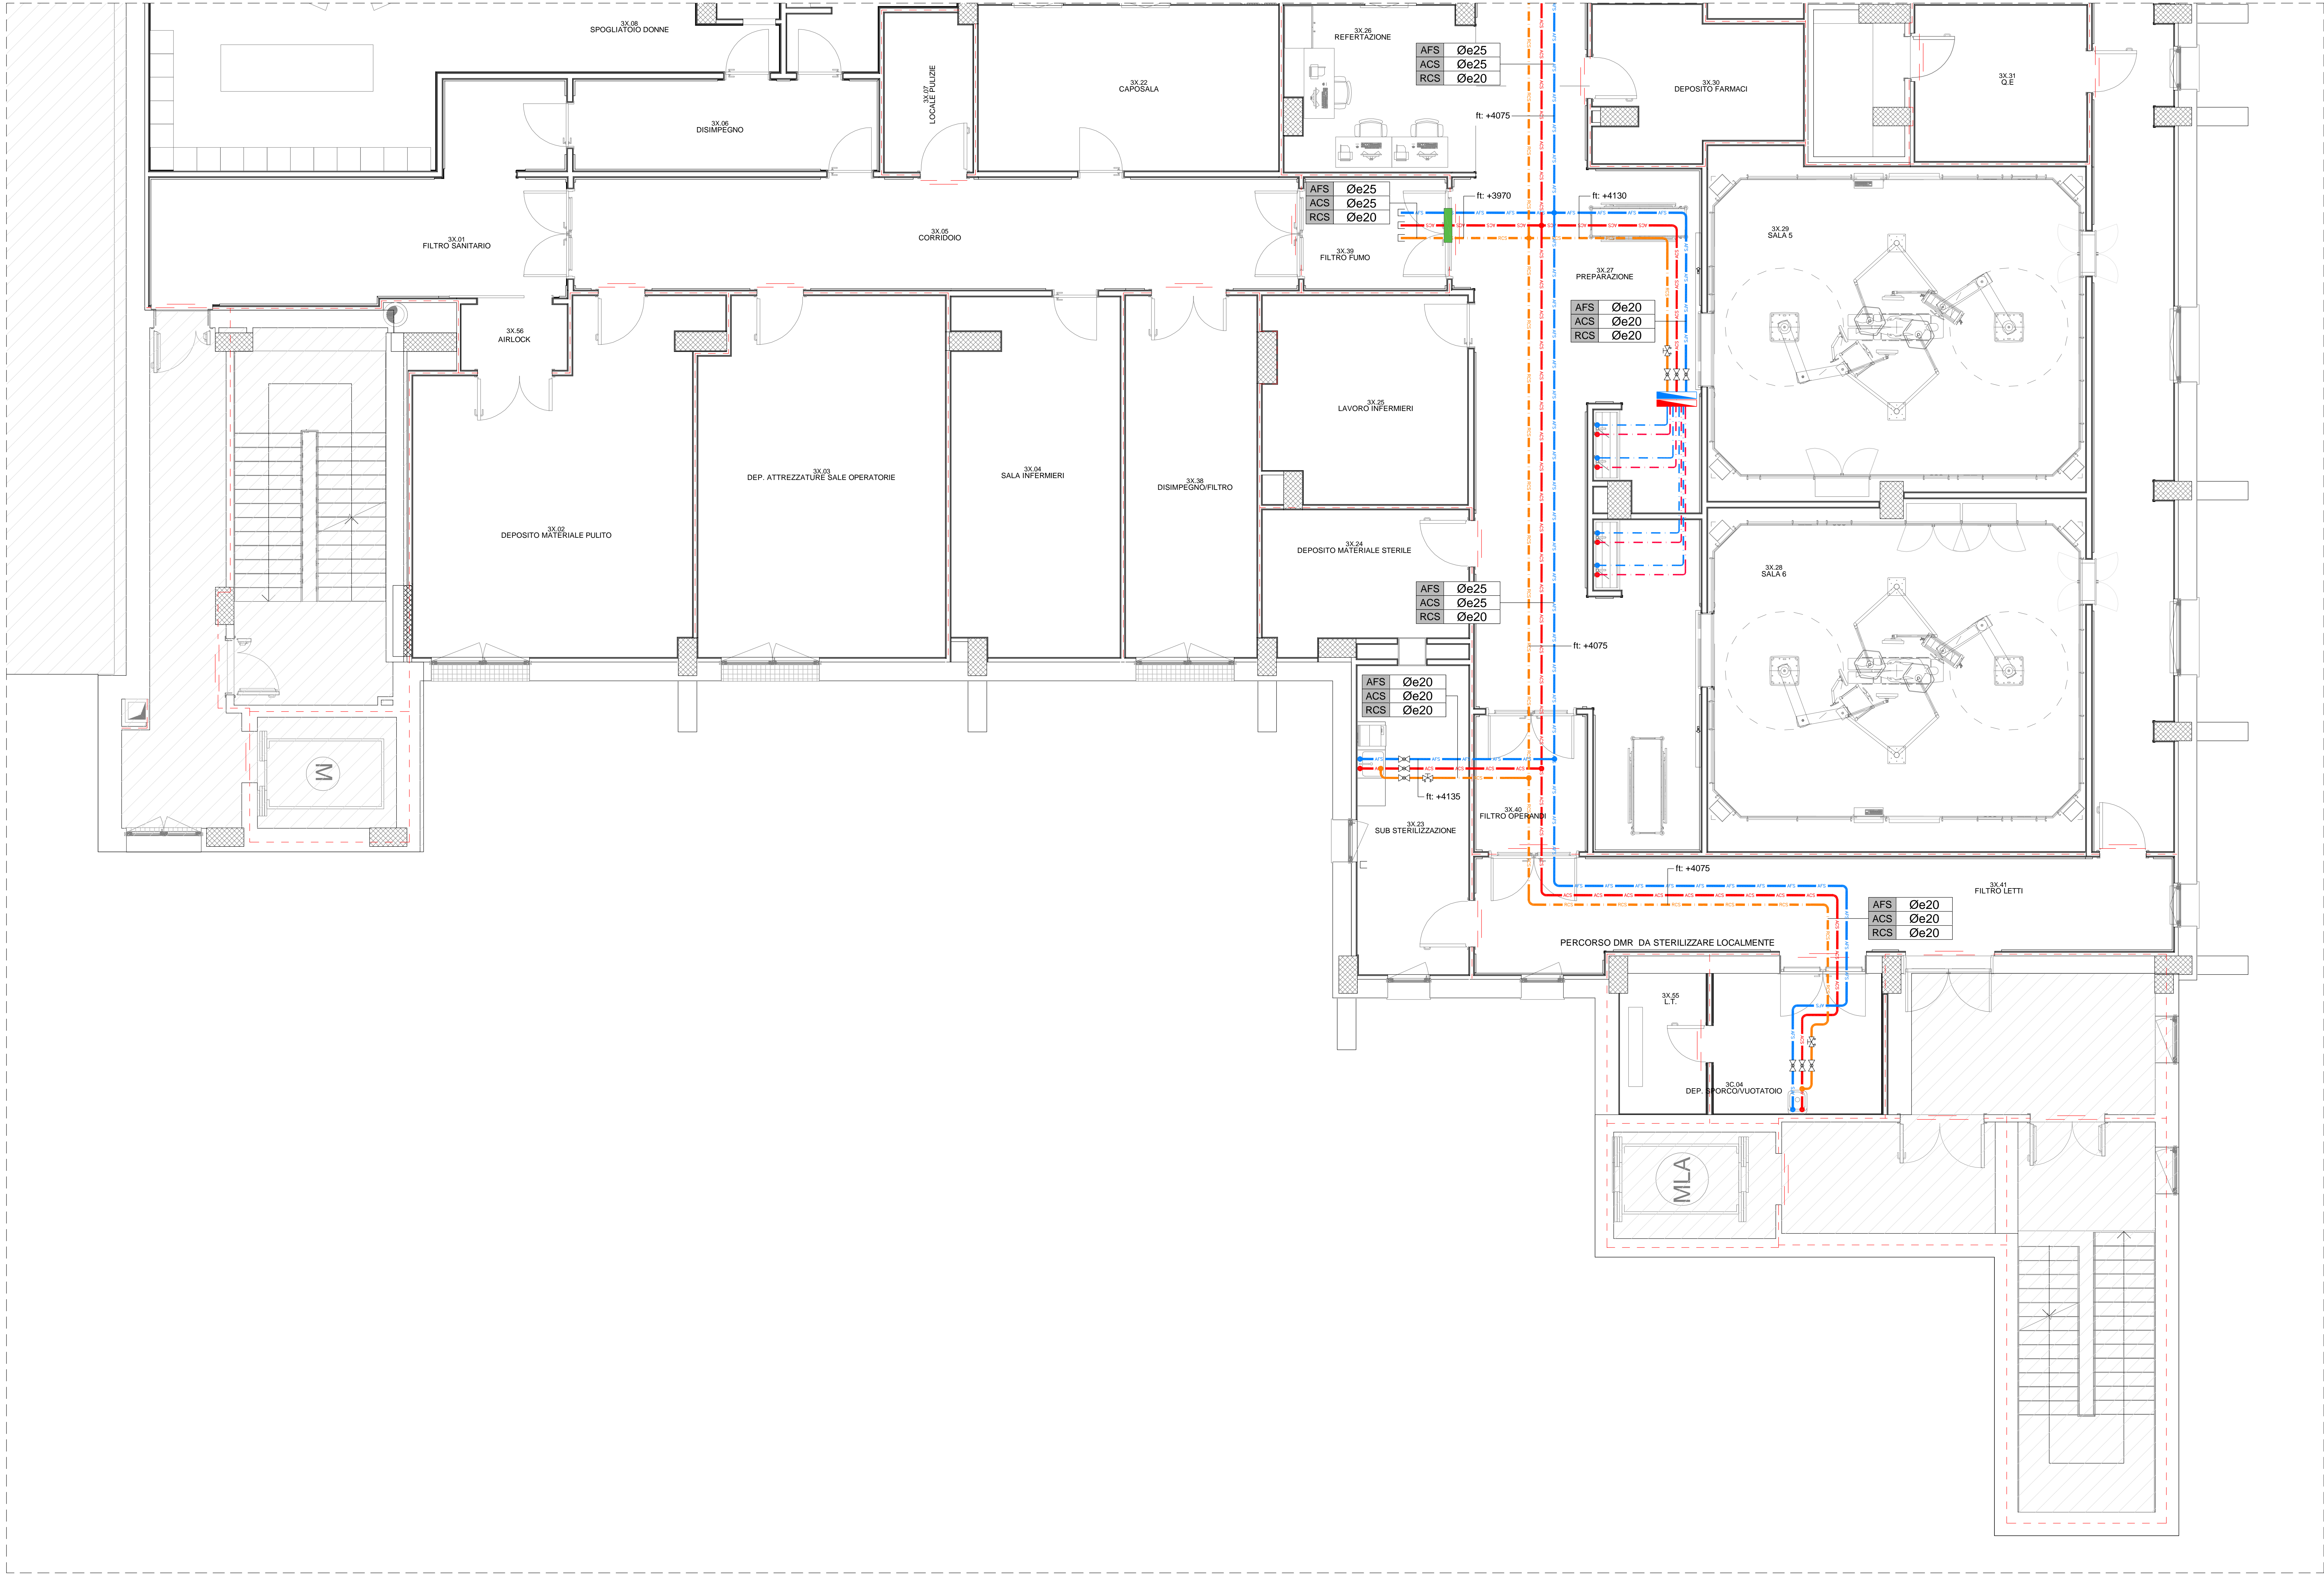 3X.08
SPOGLIATOIO DONNE
3X.07
LOCALE PULIZIE
3X.22
CAPOSALA
3X.26
REFERTAZIONE
AFS Øe25
ACS Øe25
RCS Øe20
3X.30
DEPOSITO FARMACI
3X.31
Q.E
3X.06
DISIMPEGNO
ft: +4075
AFS Øe25
ACS Øe25
RCS Øe20
ft: +3970
ft: +4130
3X.01
FILTRO SANITARIO
3X.05
CORRIDOIO
3X.39
FILTRO FUMO
3X.27
PREPARAZIONE
3X.29
SALA 5
AFS Øe20
ACS Øe20
RCS Øe20
3X.56
AIRLOCK
3X.25
LAVORO INFERMIERI
3X.03
DEP. ATTREZZATURE SALE OPERATORIE
3X.04
SALA INFERMIERI
3X.38
DISIMPEGNO/FILTRO
3X.02
DEPOSITO MATERIALE PULITO
3X.24
DEPOSITO MATERIALE STERILE
3X.28
SALA 6
AFS Øe25
ACS Øe25
RCS Øe20
ft: +4075
AFS Øe20
ACS Øe20
RCS Øe20
M
ft: +4135
3X.23
SUB STERILIZZAZIONE
3X.40
FILTRO OPERANDI
ft: +4075
3X.41
FILTRO LETTI
AFS Øe20
ACS Øe20
RCS Øe20
PERCORSO DMR DA STERILIZZARE LOCALMENTE
3X.55
L.T.
3C.04
DEP. SPORCO/VUOTATOIO
MLA